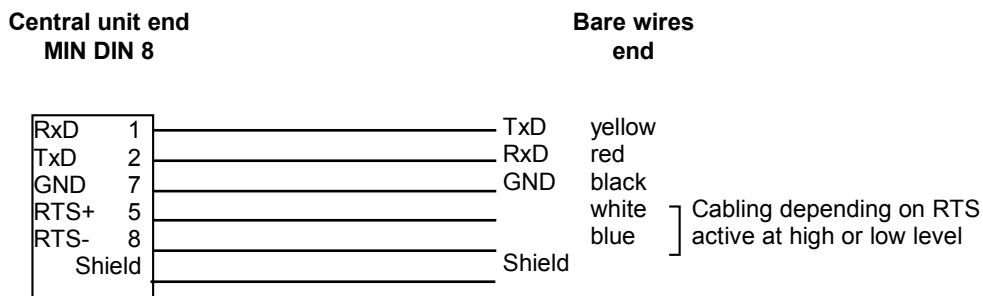 Central unit end Bare wires
MIN DIN 8 end
RxD 1 TxD yellow
TxD 2 RxD red
GND 7 GND black
RTS+ 5 white Cabling depending on RTS
RTS- 8 blue active at high or low level
Shield Shield